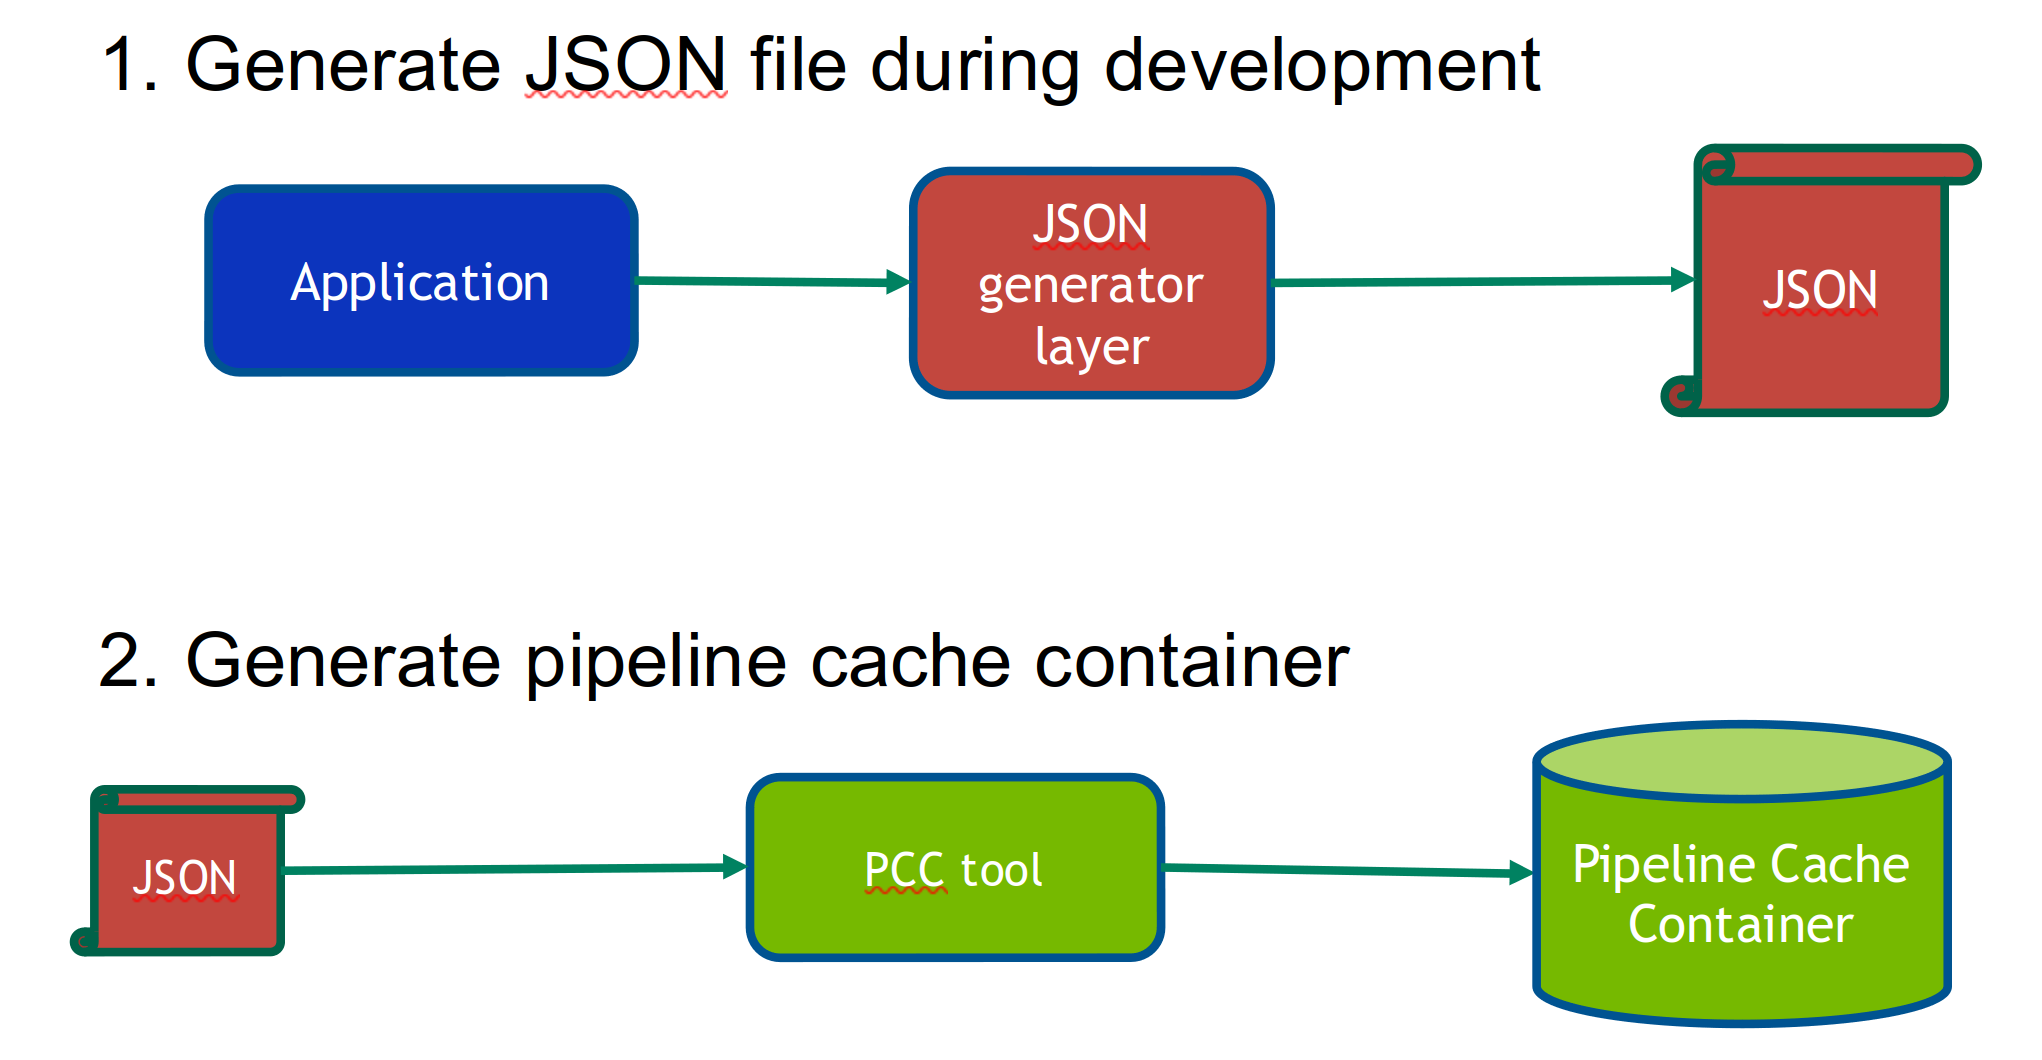 1. Generate JSON file during development
Application
JSON
generator
layer
JSON
2. Generate pipeline cache container
JSON
PCC tool
Pipeline Cache
Container